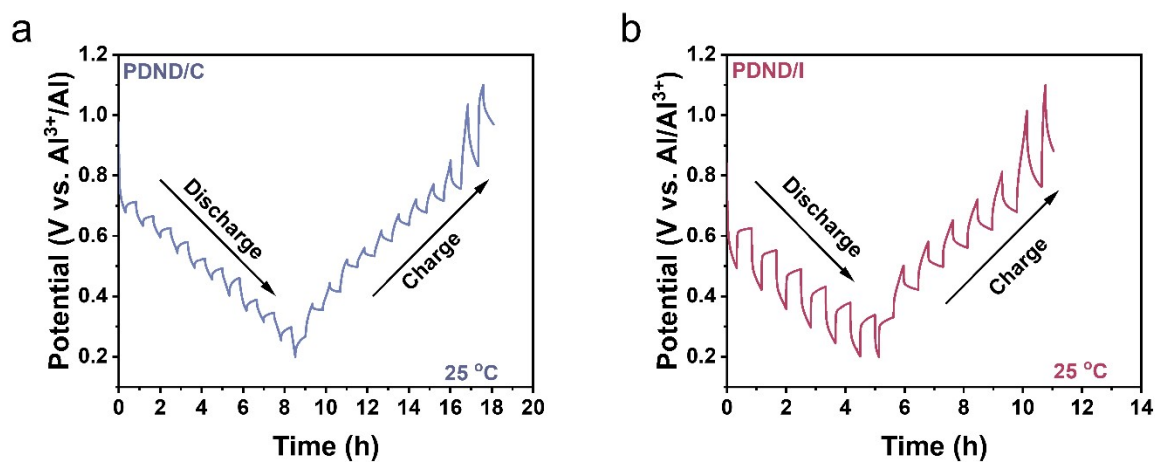 a
Potential (V vs. Al³⁺/Al)
1.2
1.0
0.8
0.6
0.4
0.2
PDND/C
Discharge
Charge
25 °C
0 2 4 6 8 10 12 14 16 18 20
Time (h)
b
Potential (V vs. Al/Al³⁺)
1.2
1.0
0.8
0.6
0.4
0.2
PDND/I
Discharge
Charge
25 °C
0 2 4 6 8 10 12 14
Time (h)